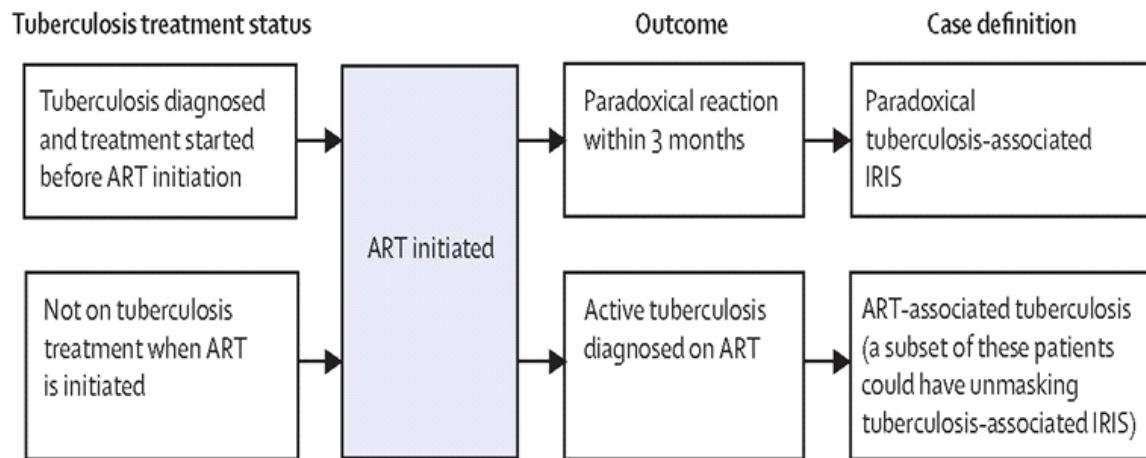 Tuberculosis treatment status
Outcome
Case definition
Tuberculosis diagnosed
and treatment started
before ART initiation
ART initiated
Paradoxical reaction
within 3 months
Paradoxical
tuberculosis-associated
IRIS
Not on tuberculosis
treatment when ART
is initiated
Active tuberculosis
diagnosed on ART
ART-associated tuberculosis
(a subset of these patients
could have unmasking
tuberculosis-associated IRIS)